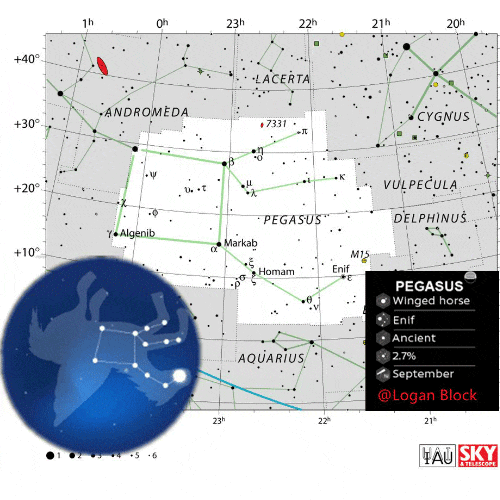 1ʰ 0ʰ 23ʰ 22ʰ 21ʰ 20ʰ
+40°
LACERTA
ANDROMEDA
CYGNUS
+30°
7331
π
η
ο
β
ψ
μ
λ
ι
κ
υ τ
VULPECULA
+20°
χ
φ
PEGASUS
DELPHINUS
γ Algenib
α Markab
+10°
M15
ξ
Homam
ζ
σ
ρ
Enif
ε
θ
ν
AQUARIUS
PEGASUS
Winged horse
Enif
Ancient
2.7%
September
@Logan Block
23ʰ 22ʰ 21ʰ
1 2 3 4 5 6
IAU
SKY
& TELESCOPE